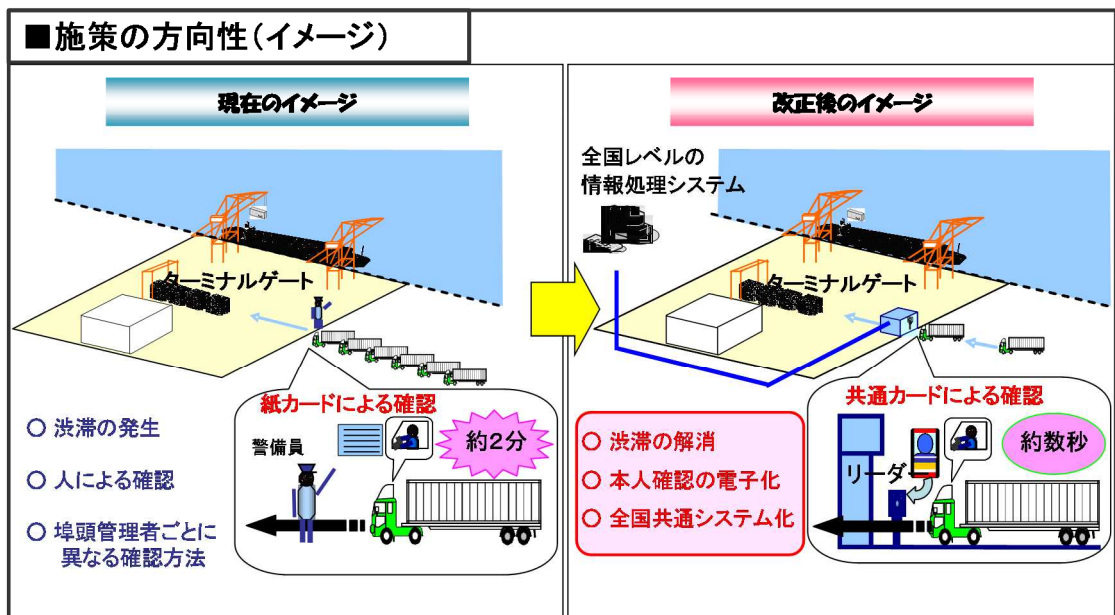 ■施策の方向性(イメージ)
現在のイメージ
ターミナルゲート
紙カードによる確認
警備員
約2分
○ 渋滞の発生
○ 人による確認
○ 埠頭管理者ごとに
異なる確認方法
改正後のイメージ
全国レベルの
情報処理システム
ターミナルゲート
共通カードによる確認
リーダー
約数秒
○ 渋滞の解消
○ 本人確認の電子化
○ 全国共通システム化